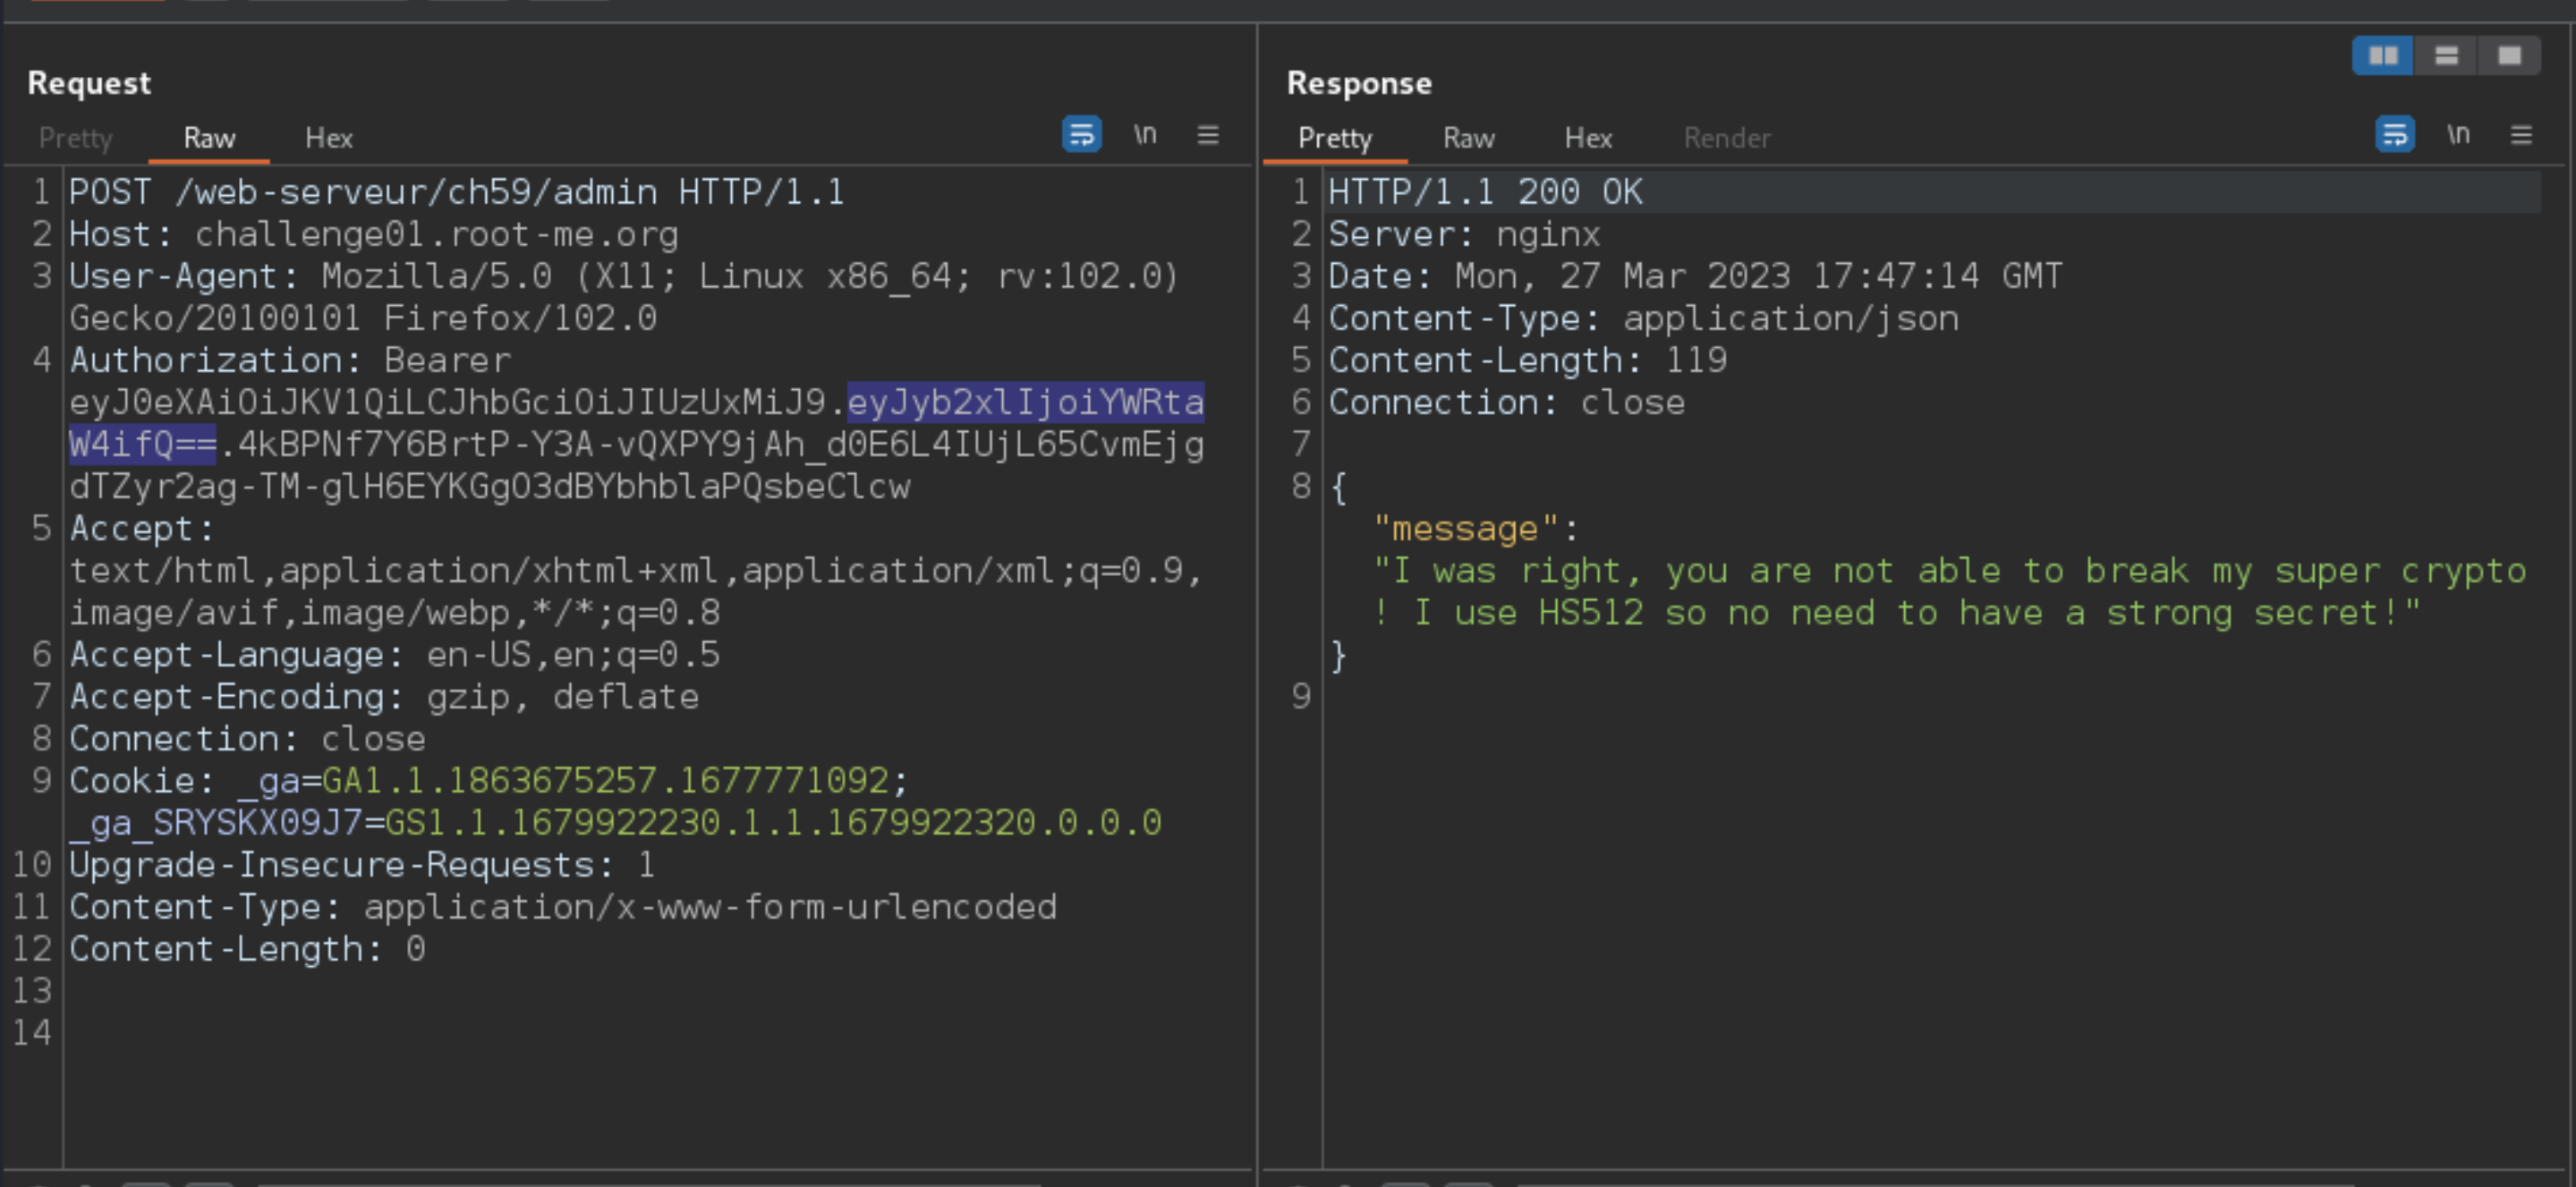 Request
Pretty Raw Hex \n
1 POST /web-serveur/ch59/admin HTTP/1.1
2 Host: challenge01.root-me.org
3 User-Agent: Mozilla/5.0 (X11; Linux x86_64; rv:102.0)
Gecko/20100101 Firefox/102.0
4 Authorization: Bearer
eyJ0eXAiOiJKV1QiLCJhbGciOiJIUzUxMiJ9.eyJyb2xlIjoiYWRta
W4ifQ==.4kBPNf7Y6BrtP-Y3A-vQXPY9jAh_d0E6L4IUjL65CvmEjg
dTZyr2ag-TM-glH6EYKGgO3dBYbhblaPQsbeClcw
5 Accept:
text/html,application/xhtml+xml,application/xml;q=0.9,
image/avif,image/webp,*/*;q=0.8
6 Accept-Language: en-US,en;q=0.5
7 Accept-Encoding: gzip, deflate
8 Connection: close
9 Cookie: _ga=GA1.1.1863675257.1677771092;
_ga_SRYSKX09J7=GS1.1.1679922230.1.1.1679922320.0.0.0
10 Upgrade-Insecure-Requests: 1
11 Content-Type: application/x-www-form-urlencoded
12 Content-Length: 0
13
14
Response
Pretty Raw Hex Render \n
1 HTTP/1.1 200 OK
2 Server: nginx
3 Date: Mon, 27 Mar 2023 17:47:14 GMT
4 Content-Type: application/json
5 Content-Length: 119
6 Connection: close
7
8 {
"message":
"I was right, you are not able to break my super crypto
! I use HS512 so no need to have a strong secret!"
}
9